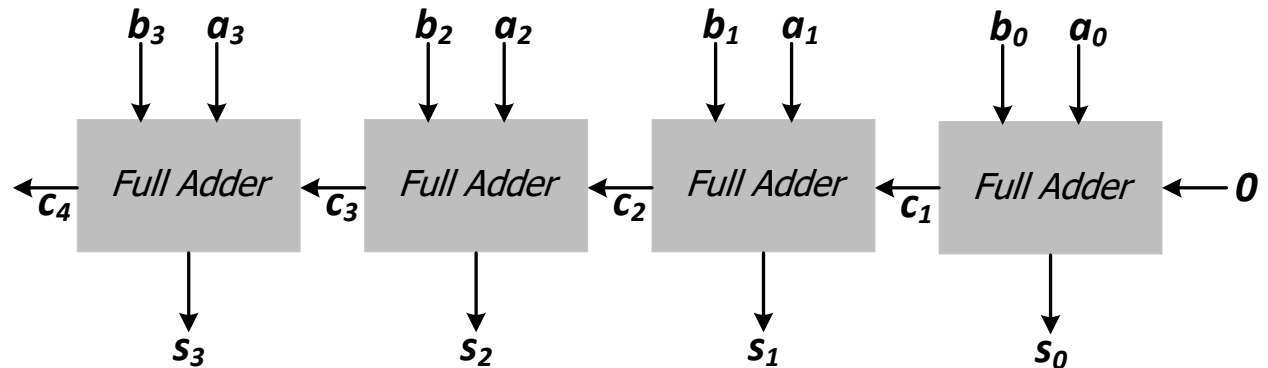 b₃ a₃ b₂ a₂ b₁ a₁ b₀ a₀
Full Adder Full Adder Full Adder Full Adder 0
c₄ c₃ c₂ c₁
s₃ s₂ s₁ s₀